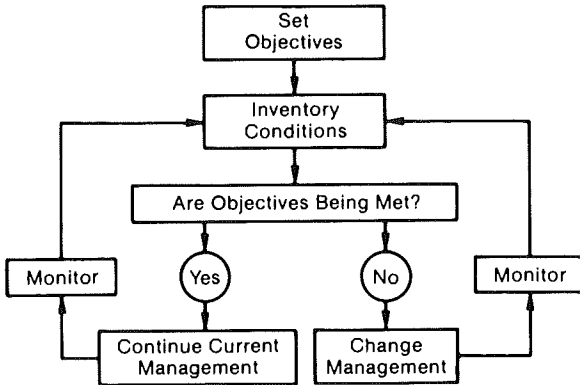 Set
Objectives
Inventory
Conditions
Are Objectives Being Met?
Monitor
Yes
No
Monitor
Continue Current
Management
Change
Management